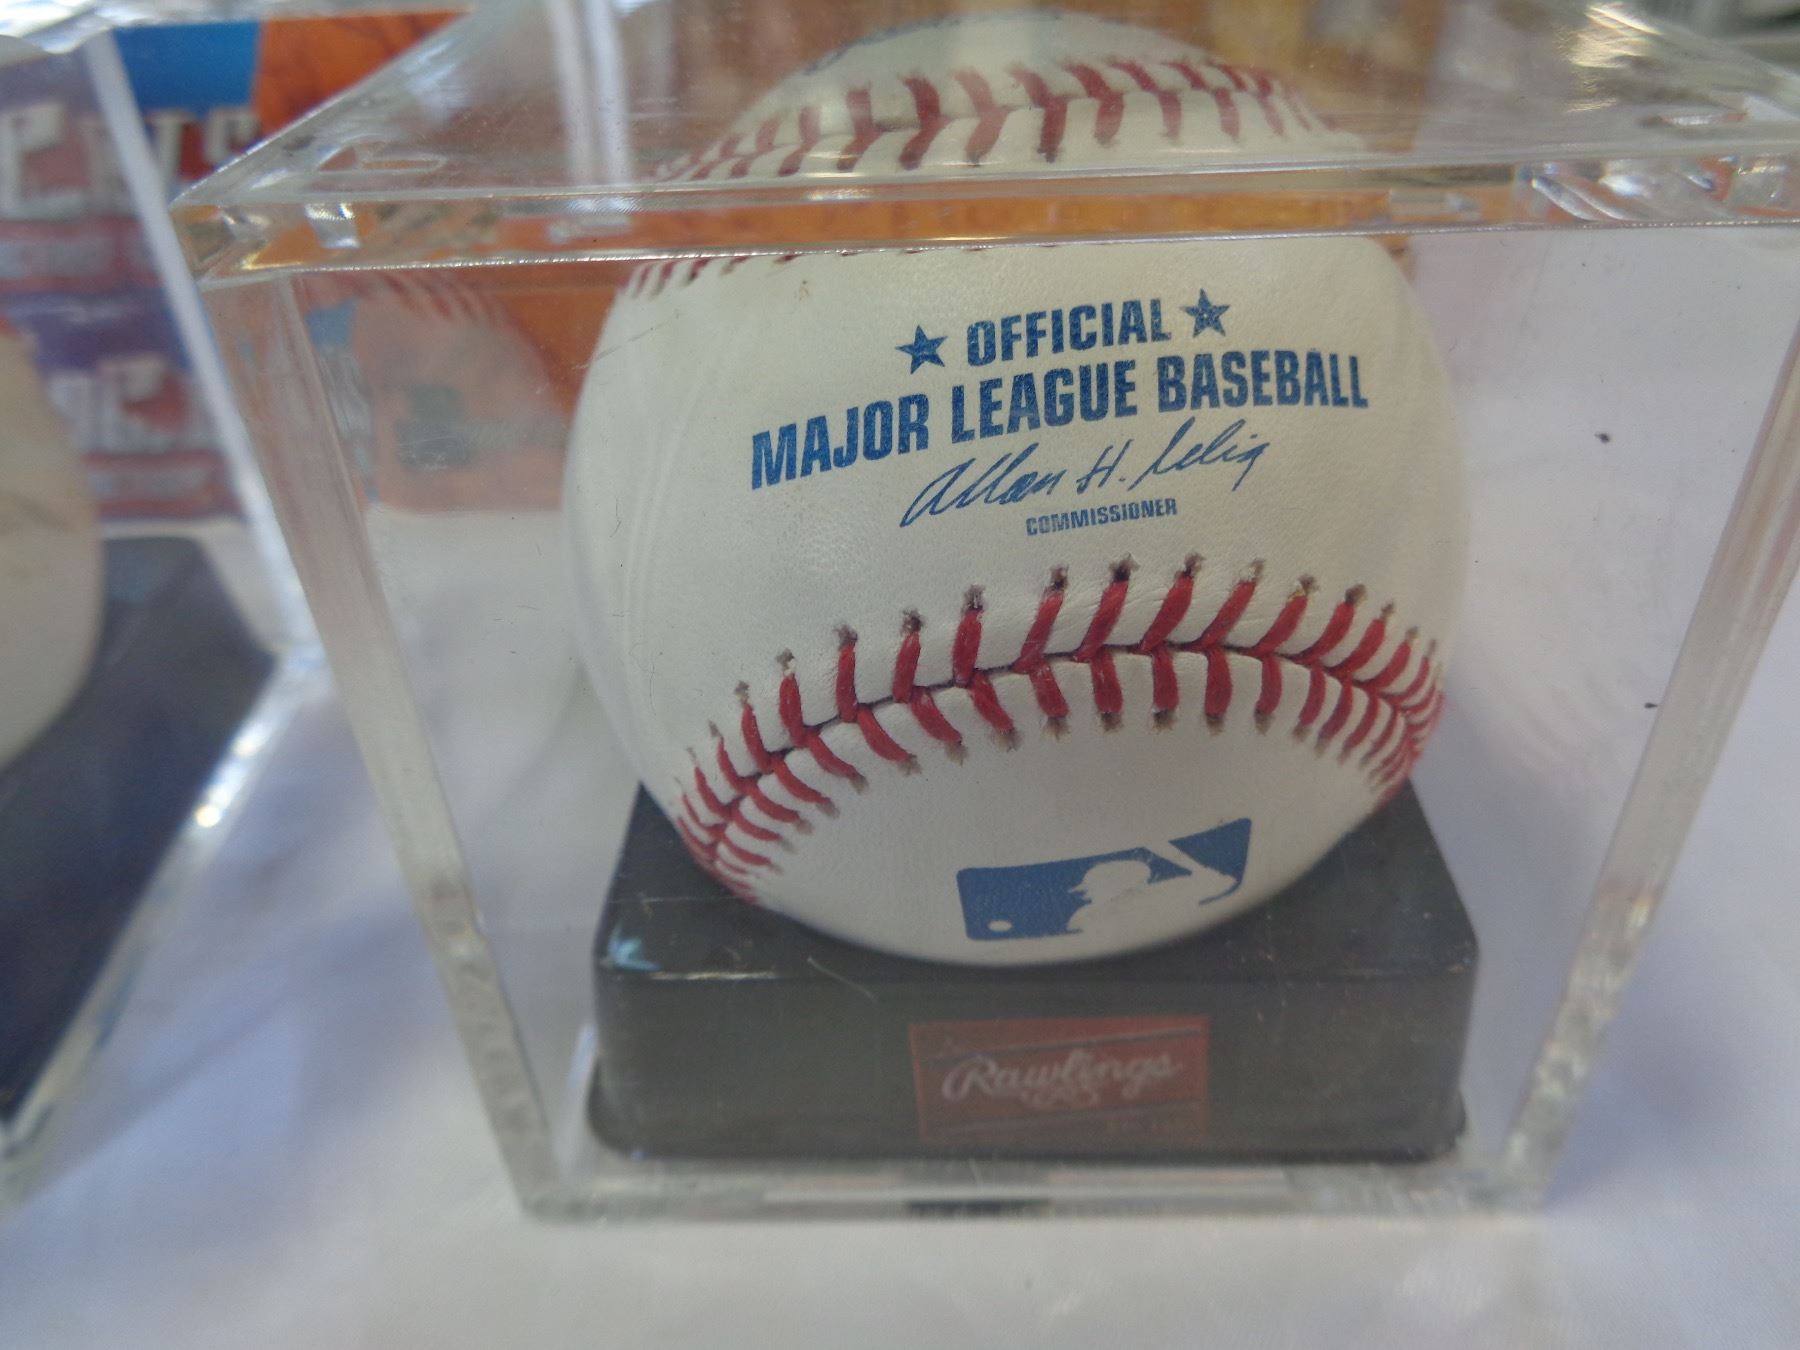 ★ OFFICIAL ★
MAJOR LEAGUE BASEBALL
Allan H. Selig
COMMISSIONER
Rawlings